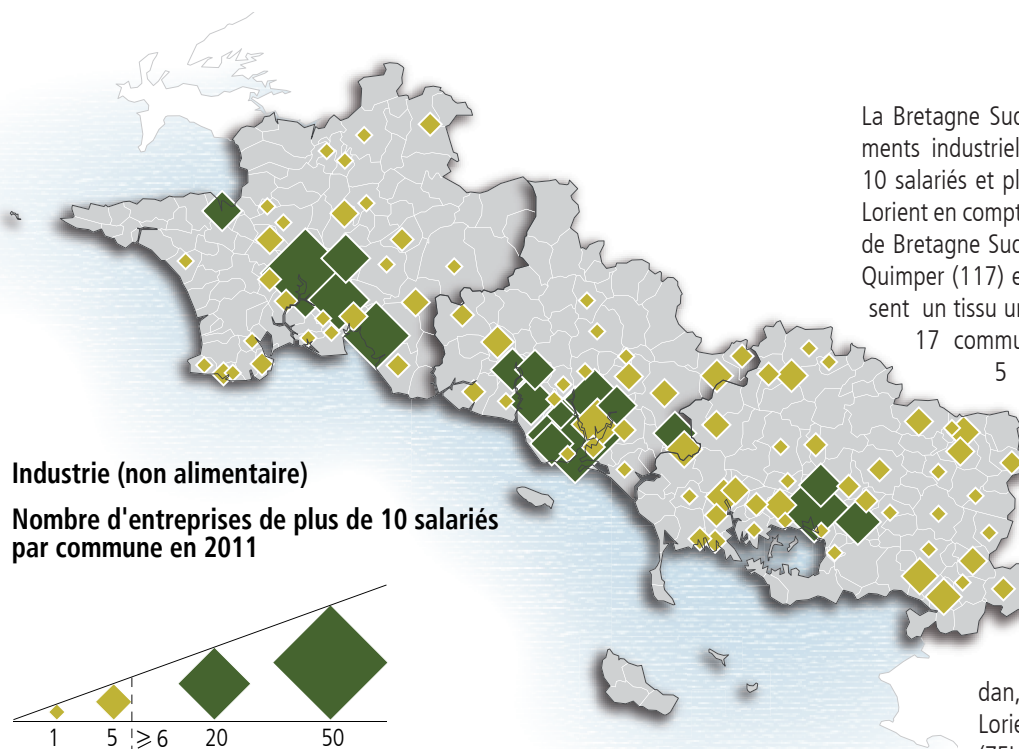 La Bretagne Sud
ments industriel
10 salariés et pl
Lorient en compt
de Bretagne Sud
Quimper (117) e
sent un tissu ur
17 commu
5
Industrie (non alimentaire)
Nombre d'entreprises de plus de 10 salariés
par commune en 2011
1 5 ⩾ 6 20 50
dan,
Lorie